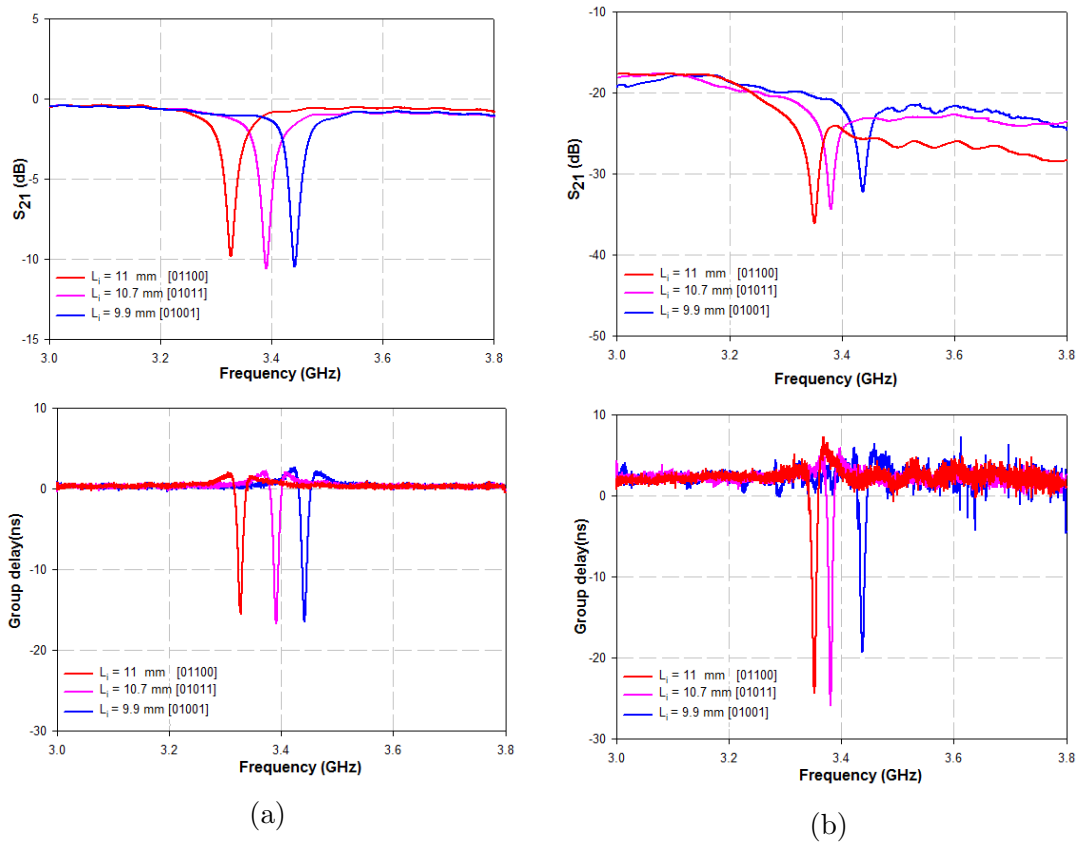 5
0
-5
-10
-15
S21 (dB)
Li = 11 mm [01100]
Li = 10.7 mm [01011]
Li = 9.9 mm [01001]
3.0 3.2 3.4 3.6 3.8
Frequency (GHz)
-10
-20
-30
-40
-50
S21 (dB)
Li = 11 mm [01100]
Li = 10.7 mm [01011]
Li = 9.9 mm [01001]
3.0 3.2 3.4 3.6 3.8
Frequency (GHz)
10
0
-10
-20
-30
Group delay(ns)
Li = 11 mm [01100]
Li = 10.7 mm [01011]
Li = 9.9 mm [01001]
3.0 3.2 3.4 3.6 3.8
Frequency (GHz)
(a)
10
0
-10
-20
-30
Group delay(ns)
Li = 11 mm [01100]
Li = 10.7 mm [01011]
Li = 9.9 mm [01001]
3.0 3.2 3.4 3.6 3.8
Frequency (GHz)
(b)